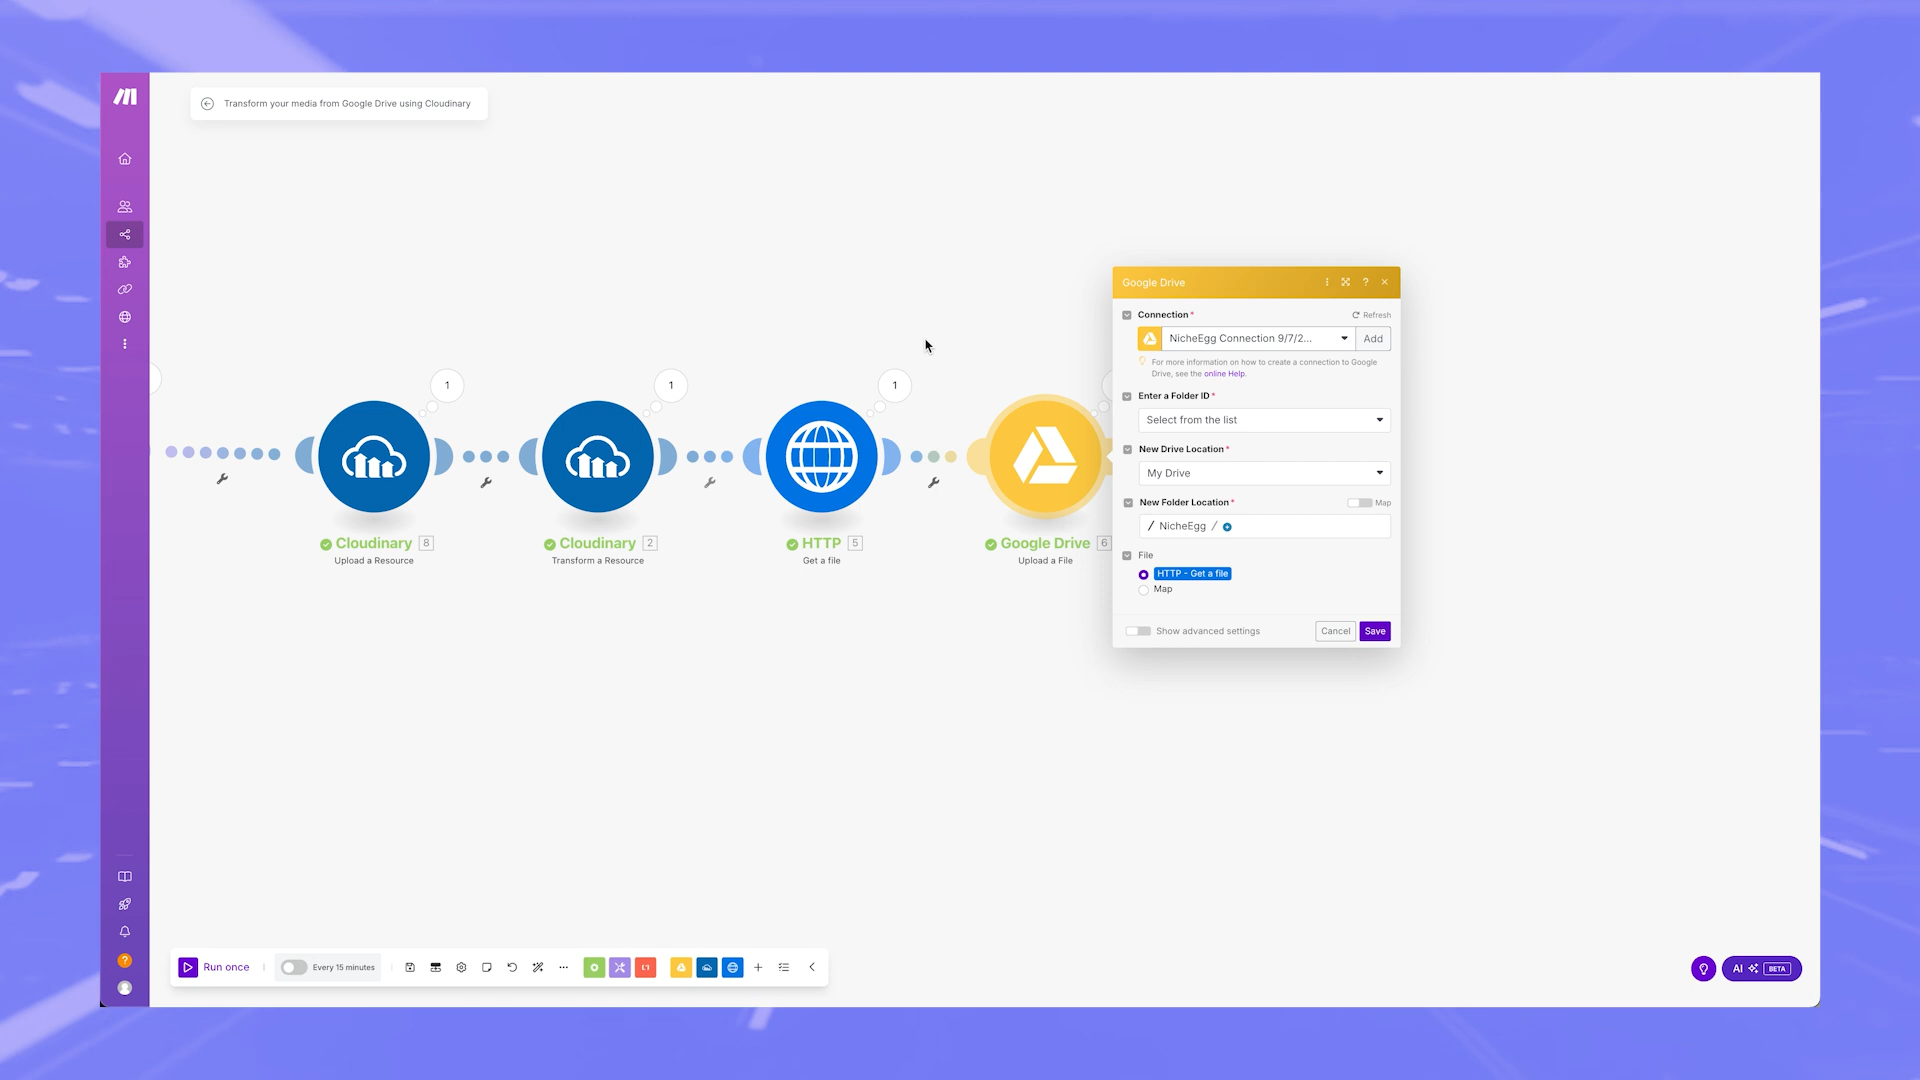 Transform your media from Google Drive using Cloudinary
1
1
1
Cloudinary 8
Upload a Resource
Cloudinary 2
Transform a Resource
HTTP 5
Get a file
Google Drive 6
Upload a File
Google Drive
?
Connection *
Refresh
NicheEgg Connection 9/7/2...
Add
For more information on how to create a connection to Google
Drive, see the online Help.
Enter a Folder ID *
Select from the list
New Drive Location *
My Drive
New Folder Location *
Map
/ NicheEgg /
File
HTTP - Get a file
Map
Show advanced settings
Cancel
Save
?
Run once
Every 15 minutes
AI
BETA